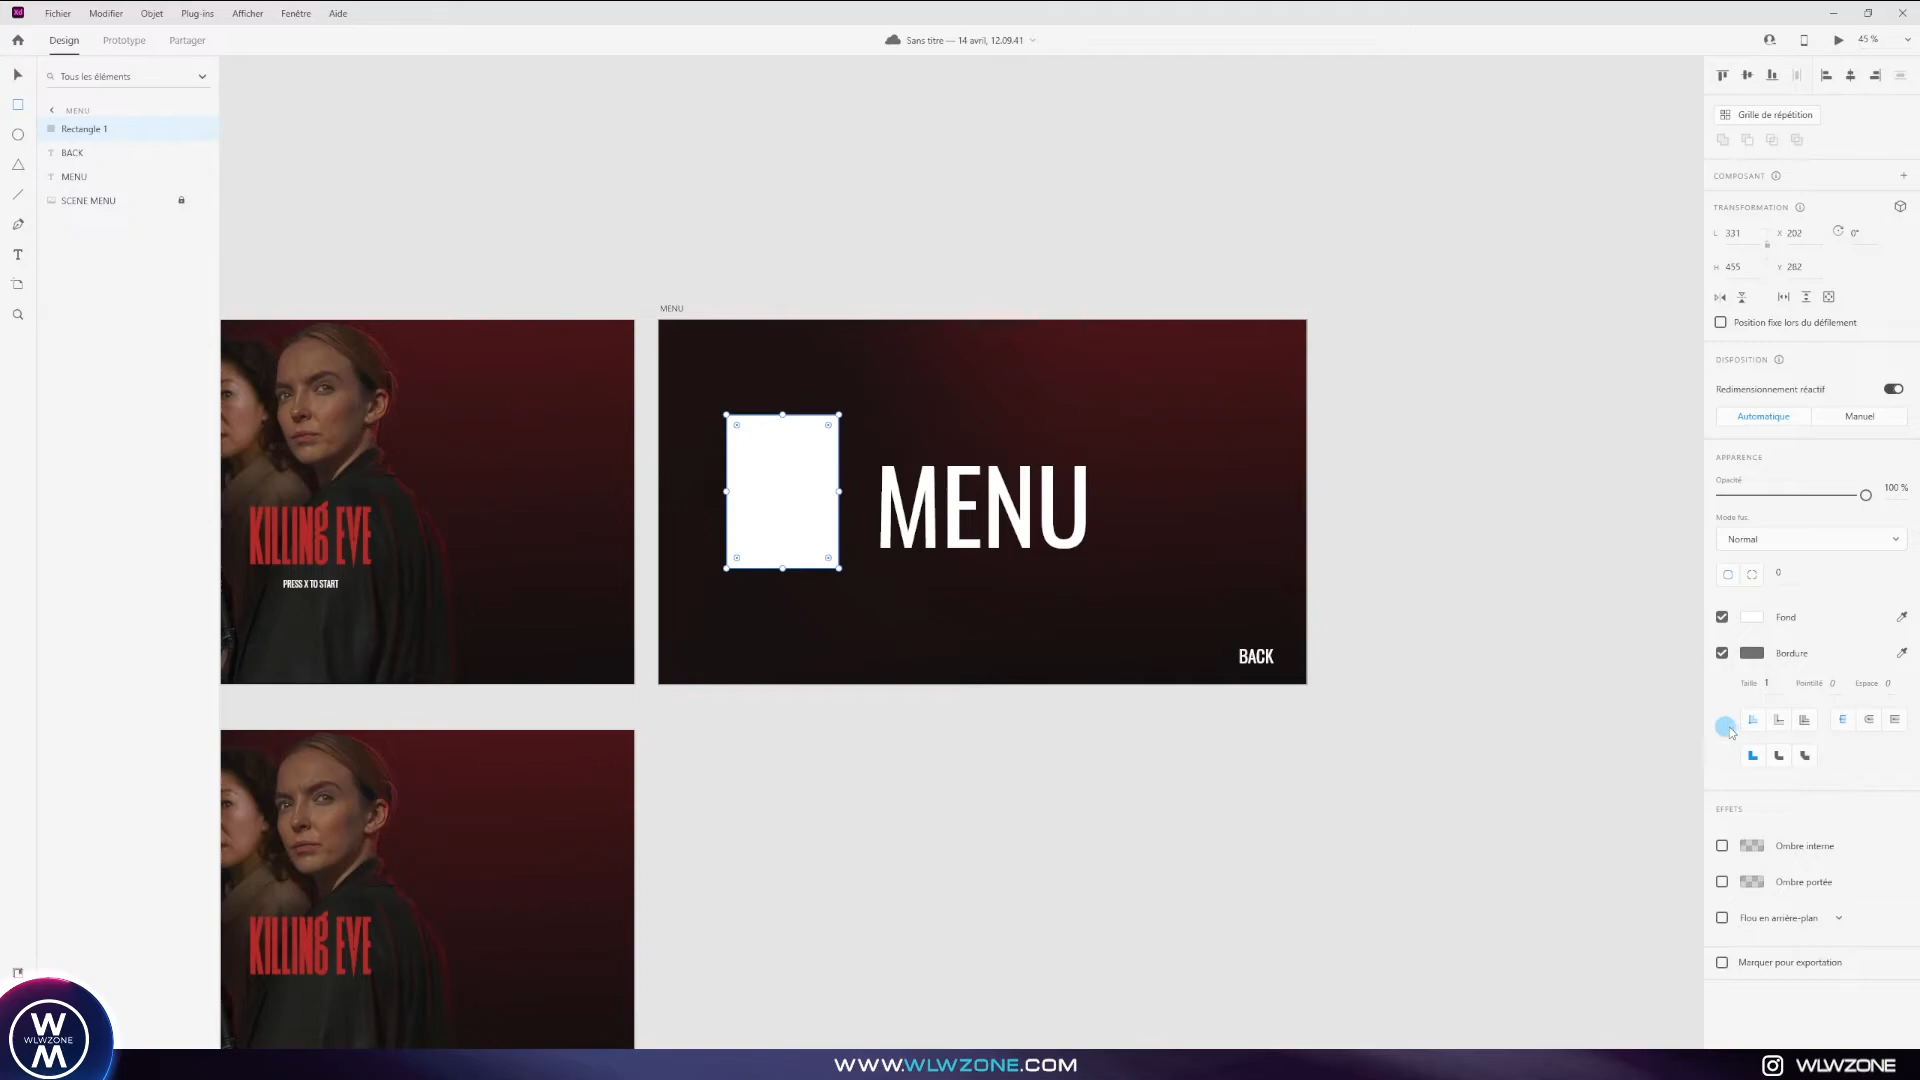 Xd Fichier Modifier Objet Plug-ins Afficher Fenêtre Aide
Design Prototype Partager Sans titre — 14 avril, 12.09.41 45 %
Tous les éléments
MENU
Rectangle 1
BACK
MENU
SCENE MENU
Grille de répétition
COMPOSANT
TRANSFORMATION
L 331 X 202 0°
H 455 Y 282
Position fixe lors du défilement
DISPOSITION
Redimensionnement réactif
Automatique Manuel
APPARENCE
Opacité
100 %
Mode fus.
Normal
0
Fond
Bordure
Taille 1 Pointillé 0 Espace 0
EFFETS
Ombre interne
Ombre portée
Flou en arrière-plan
Marquer pour exportation
MENU
KILLING EVE
PRESS X TO START
MENU
BACK
KILLING EVE
W
WLWZONE
M
WWW.WLWZONE.COM
WLWZONE